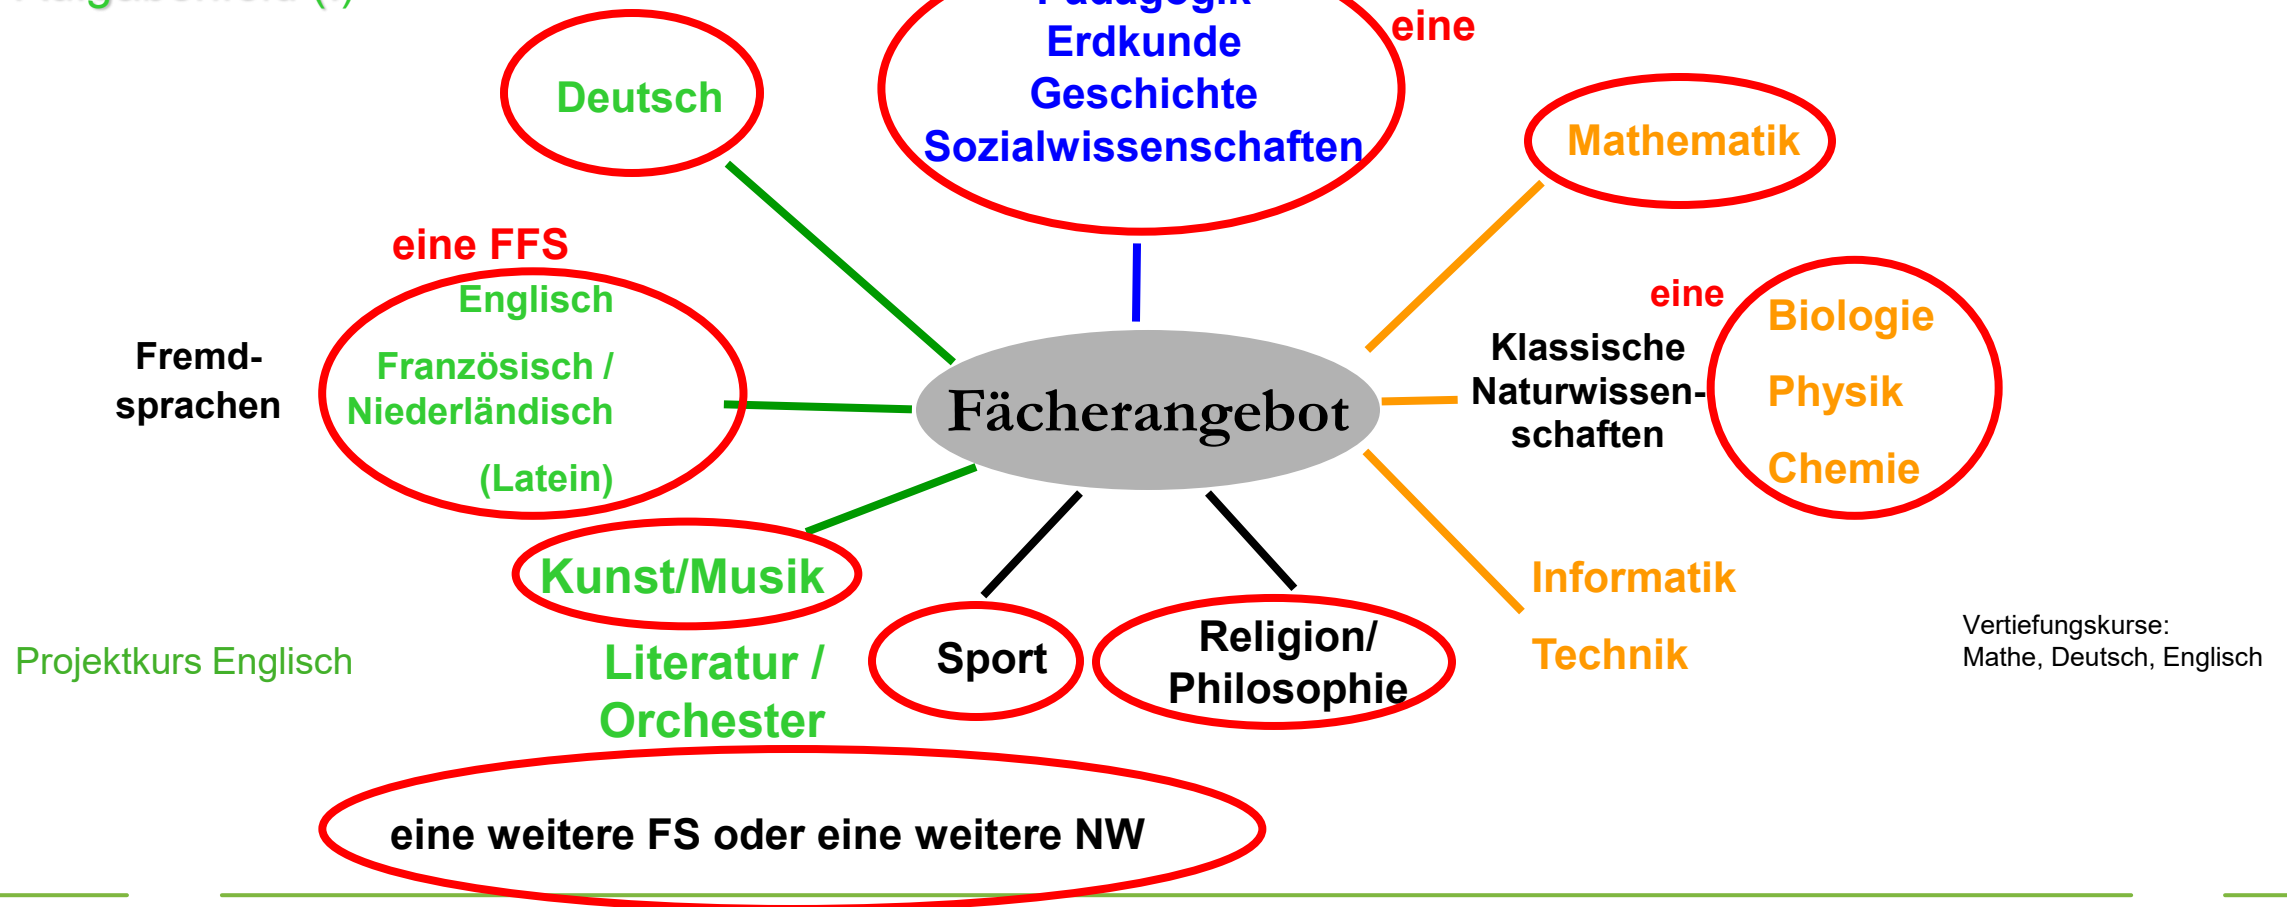 Pädagogik
eine
Erdkunde
Deutsch
Geschichte
Sozialwissenschaften
Mathematik
eine FFS
Englisch
Französisch /
Niederländisch
(Latein)
Fremd-
sprachen
Fächerangebot
eine
Klassische
Naturwissen-
schaften
Biologie
Physik
Chemie
Kunst/Musik
Literatur /
Orchester
Sport
Religion/
Philosophie
Informatik
Technik
Projektkurs Englisch
Vertiefungskurse:
Mathe, Deutsch, Englisch
eine weitere FS oder eine weitere NW